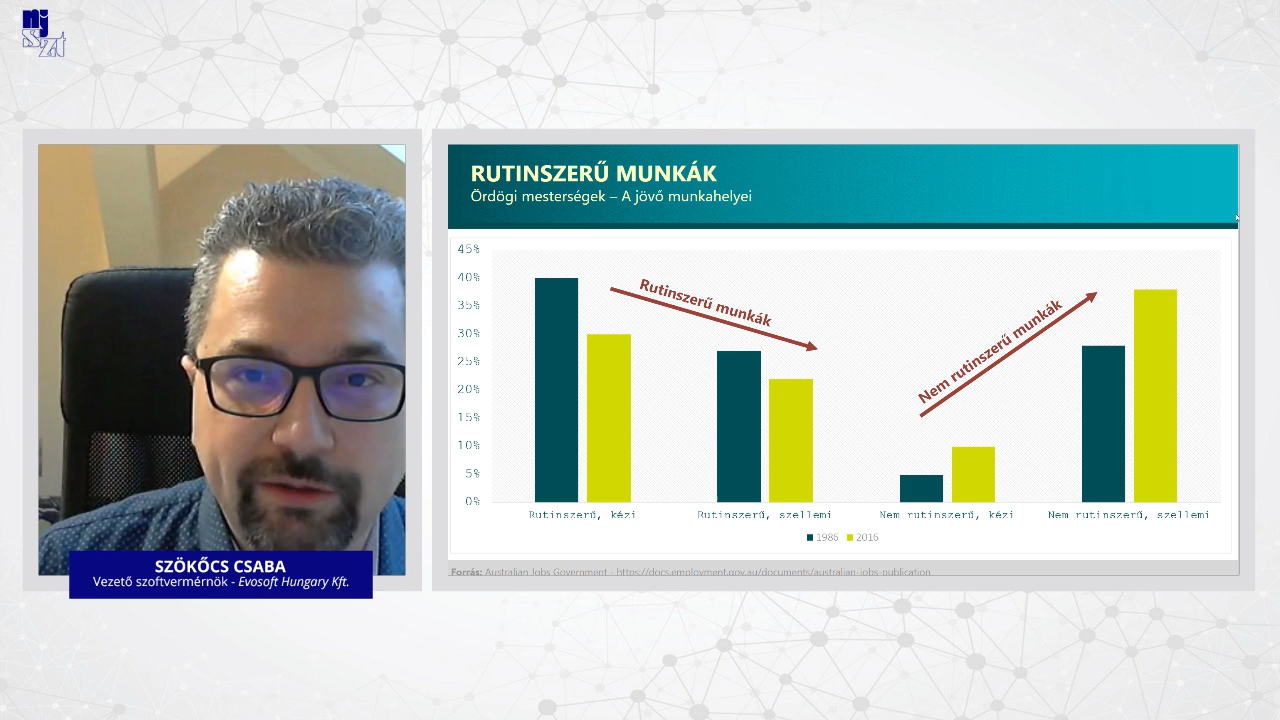 nj
szt
RUTINSZERŰ MUNKÁK
Ördögi mesterségek – A jövő munkahelyei
45%
40%
35%
30%
25%
20%
15%
10%
5%
0%
Rutinszerű munkák
Nem rutinszerű munkák
Rutinszerű, kézi
Rutinszerű, szellemi
Nem rutinszerű, kézi
Nem rutinszerű, szellemi
1986
2016
Forrás: Australian Jobs Government - https://docs.employment.gov.au/documents/australian-jobs-publication
SZÖKŐCS CSABA
Vezető szoftvermérnök - Evosoft Hungary Kft.